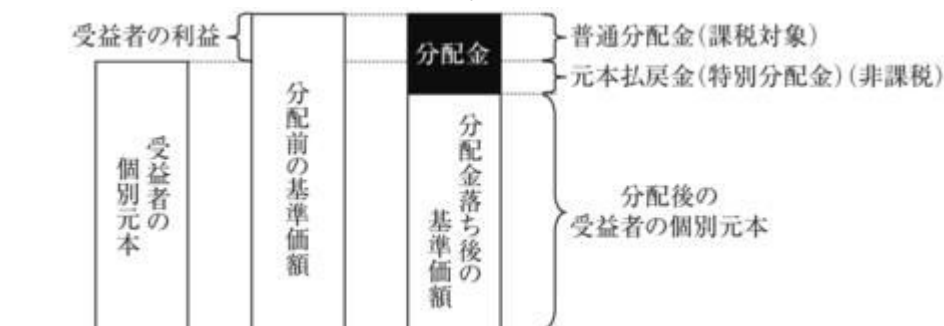 受益者の利益
分配金
普通分配金(課税対象)
元本払戻金(特別分配金)(非課税)
受益者の
個別元本
分配前の基準価額
分配金落ち後の
基準価額
分配後の
受益者の個別元本